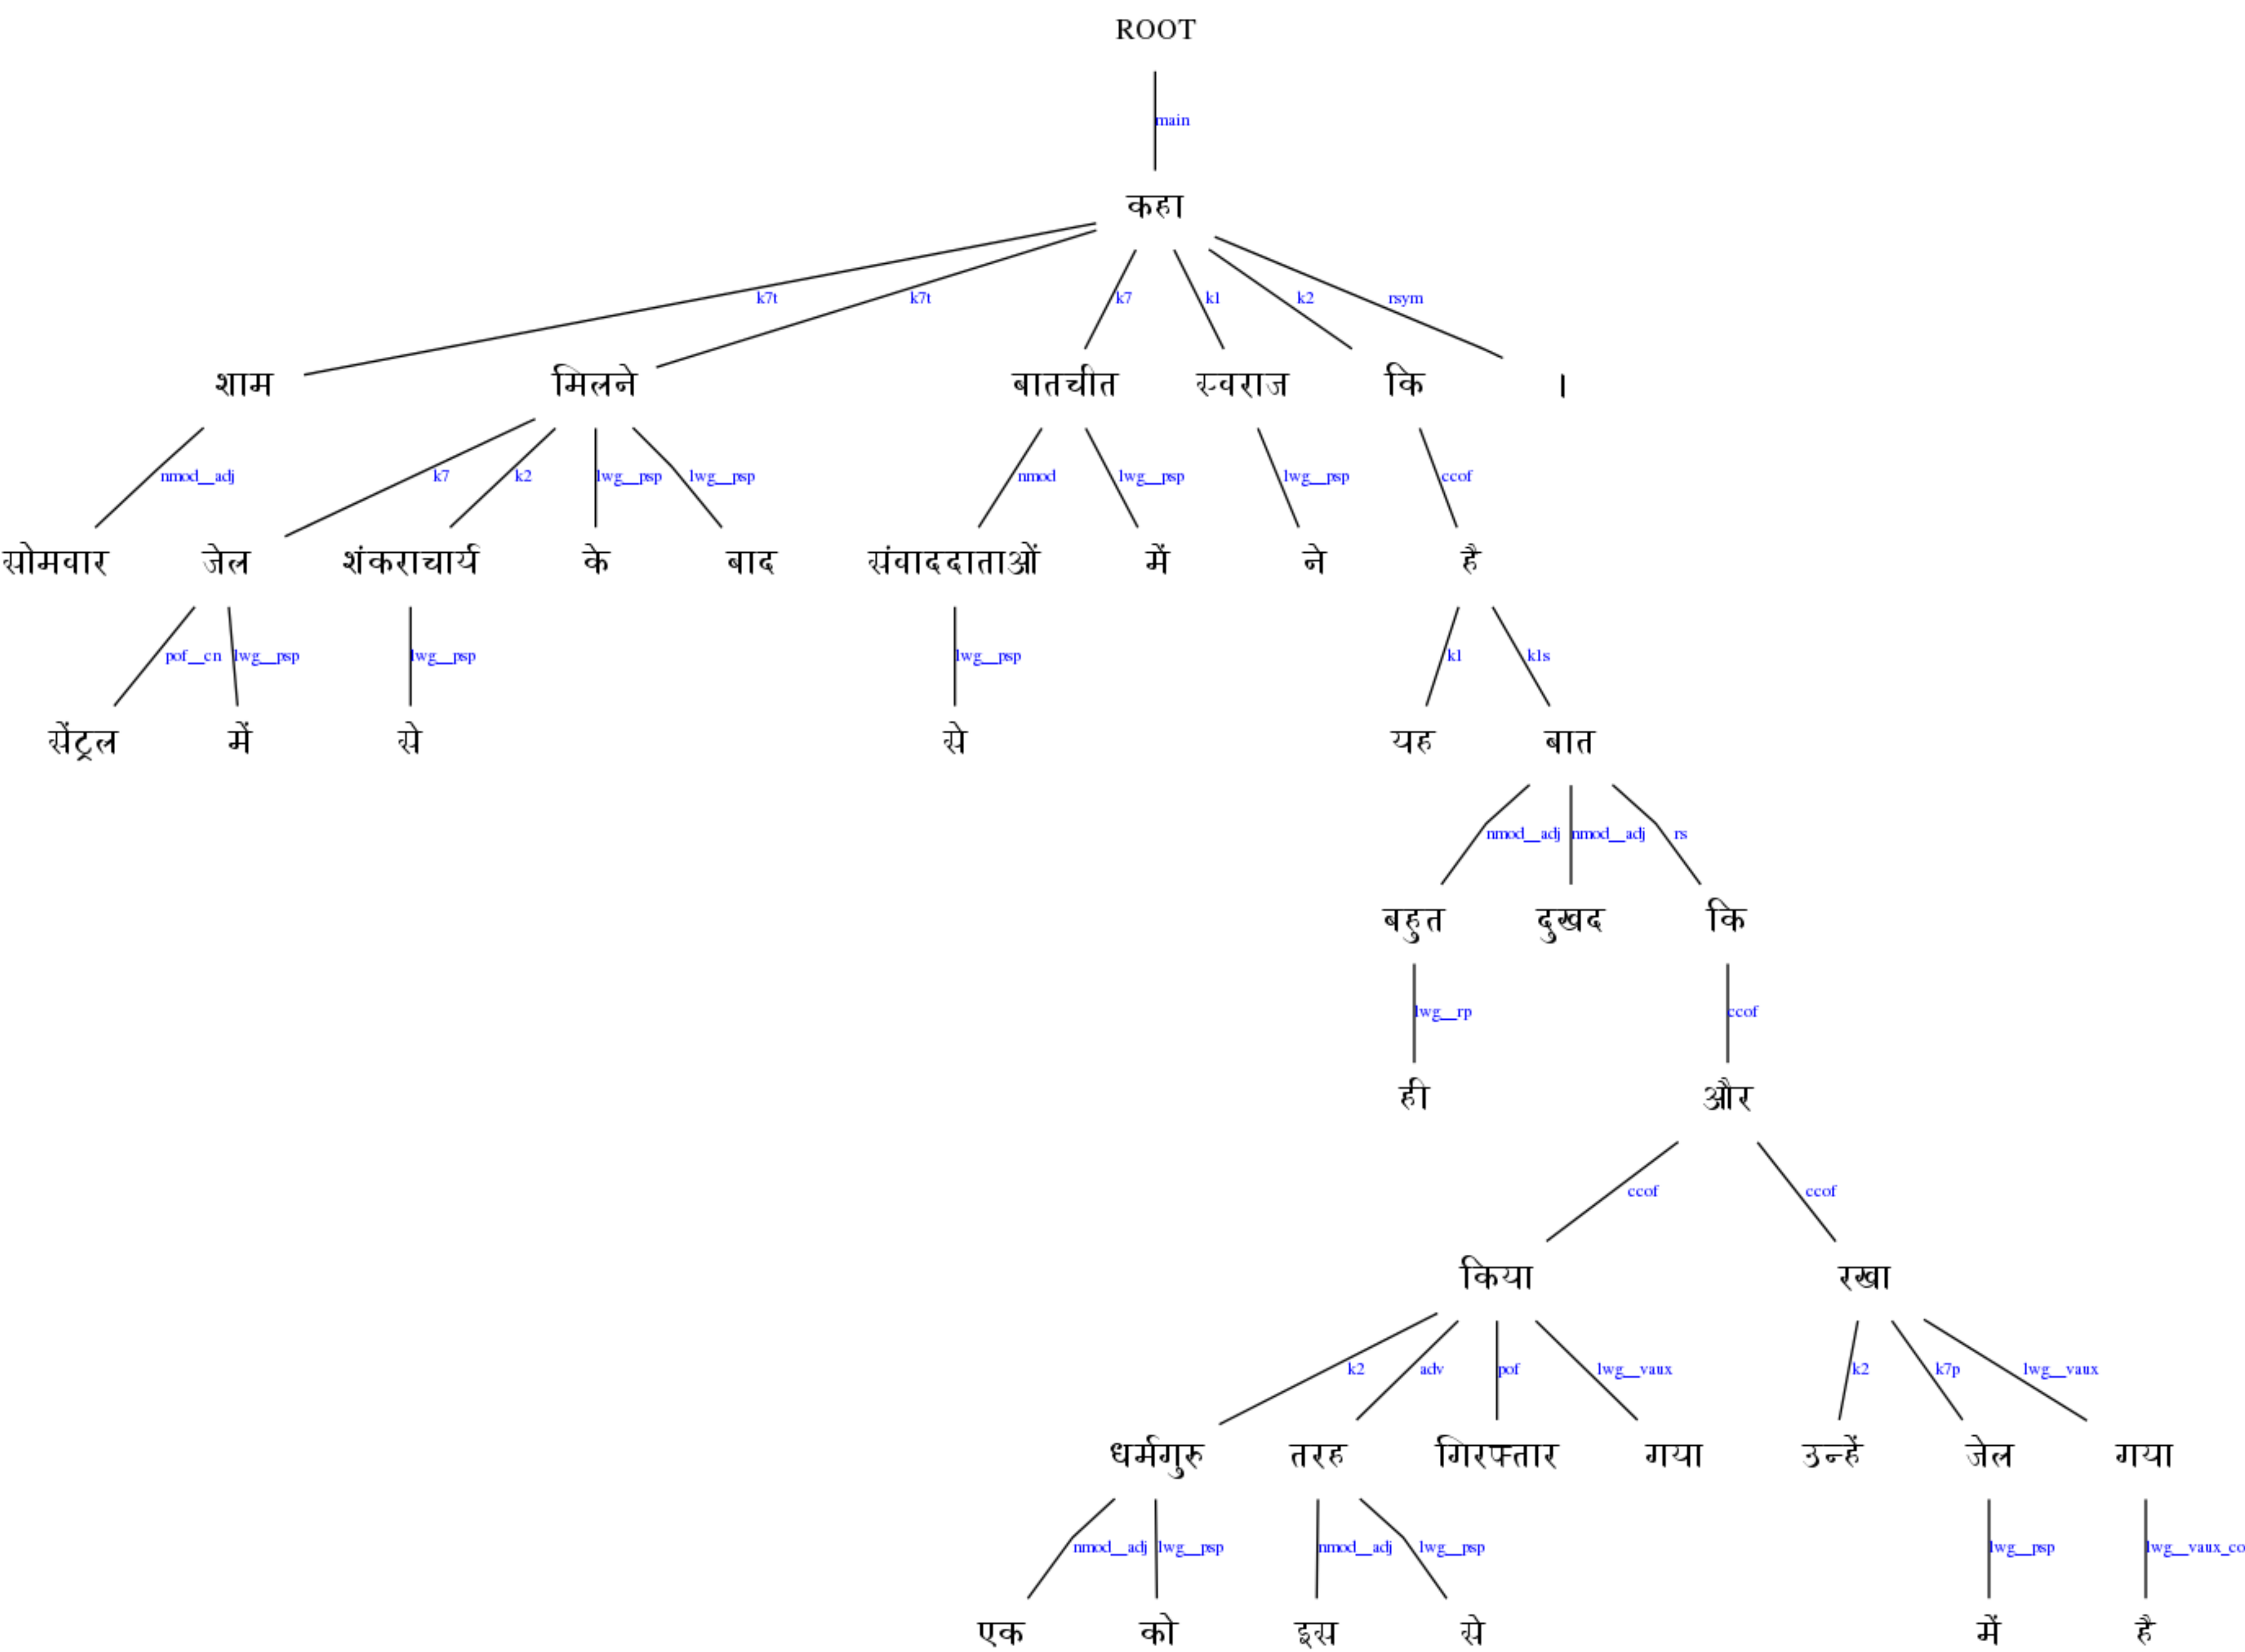 ROOT
main
कहा
k7t k7t k7 k1 k2 rsym
शाम मिलने बातचीत स्वराज कि ।
nmod__adj k7 k2 lwg__psp lwg__psp nmod lwg__psp lwg__psp ccof
सोमवार जेल शंकराचार्य के बाद संवाददाताओं में ने है
pof__cn lwg__psp lwg__psp lwg__psp k1 k1s
सेंट्रल में से से यह बात
nmod__adj nmod__adj rs
बहुत दुखद कि
lwg__rp ccof
ही और
ccof ccof
किया रखा
k2 adv pof lwg__vaux k2 k7p lwg__vaux
धर्मगुरु तरह गिरफ्तार गया उन्हें जेल गया
nmod__adj lwg__psp nmod__adj lwg__psp lwg__psp lwg__vaux_co
एक को इस से में है